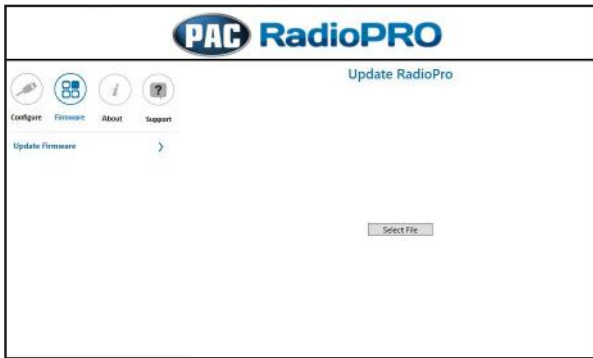 PAC RadioPRO
Update RadioPro
Configure Firmware About Support
Update Firmware
Select File